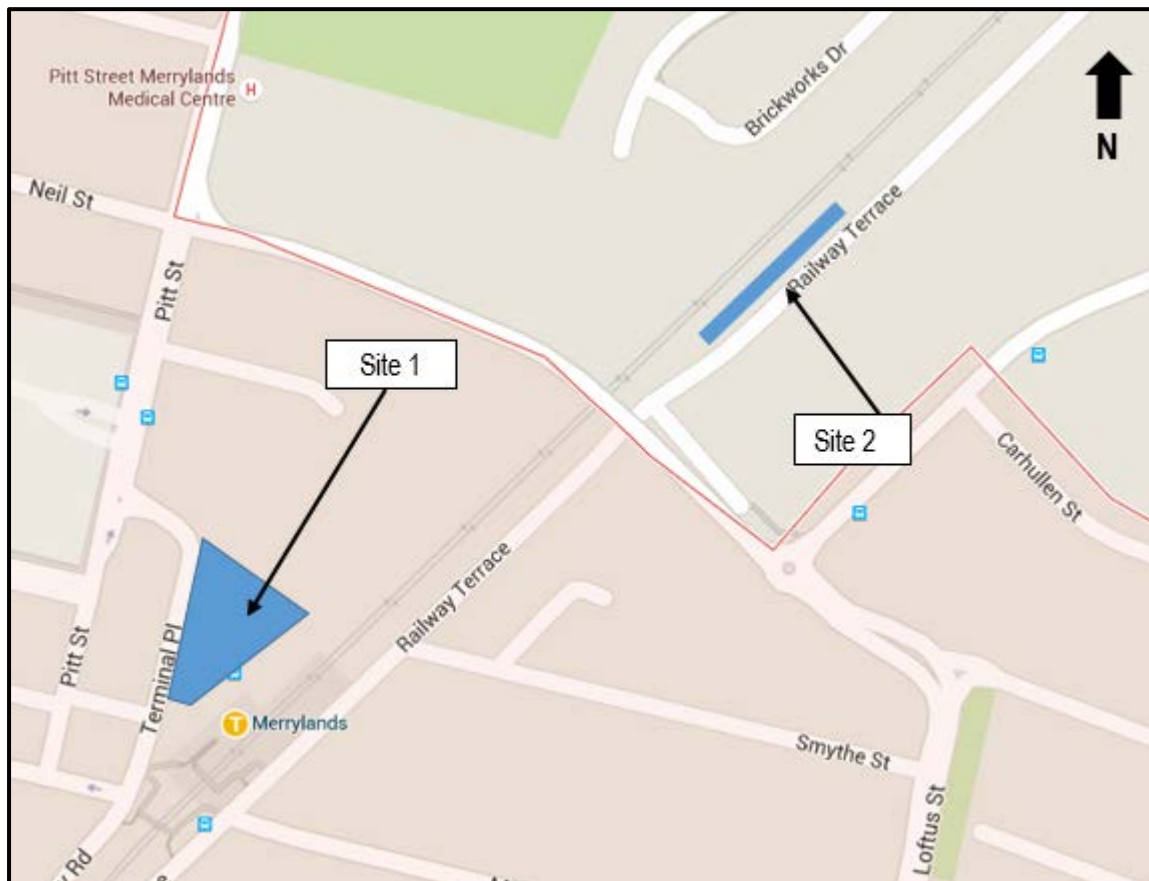 Pitt Street Merrylands
Medical Centre
H
N
Brickworks Dr
Neil St
Railway Terrace
Pitt St
Site 1
Site 2
Carhullen St
Railway Terrace
Pitt St
Terminal Pl
T
Merrylands
Smythe St
Loftus St
Rd